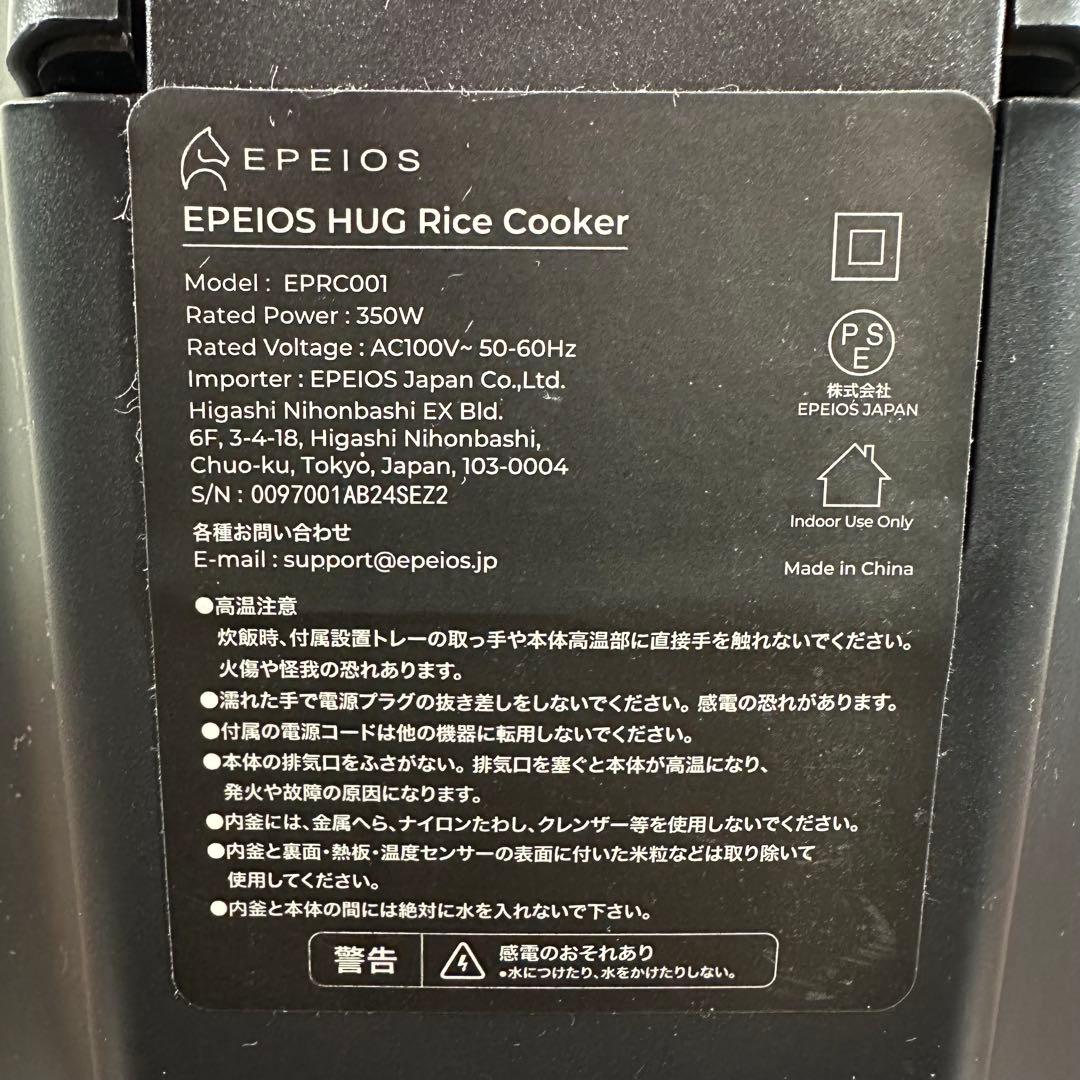 EPEIOS
EPEIOS HUG Rice Cooker
Model : EPRC001
Rated Power : 350W
Rated Voltage : AC100V~ 50-60Hz
Importer : EPEIOS Japan Co.,Ltd.
Higashi Nihonbashi EX Bld.
6F, 3-4-18, Higashi Nihonbashi,
Chuo-ku, Tokyo, Japan, 103-0004
S/N : 0097001AB24SEZ2
各種お問い合わせ
E-mail : support@epeios.jp
PSE
株式会社
EPEIOS JAPAN
Indoor Use Only
Made in China
●高温注意
炊飯時、付属設置トレーの取っ手や本体高温部に直接手を触れないでください。
火傷や怪我の恐れあります。
●濡れた手で電源プラグの抜き差しをしないでください。感電の恐れがあります。
●付属の電源コードは他の機器に転用しないでください。
●本体の排気口をふさがない。排気口を塞ぐと本体が高温になり、
発火や故障の原因になります。
●内釜には、金属へら、ナイロンたわし、クレンザー等を使用しないでください。
●内釜と裏面・熱板・温度センサーの表面に付いた米粒などは取り除いて
使用してください。
●内釜と本体の間には絶対に水を入れないで下さい。
警告
感電のおそれあり
●水につけたり、水をかけたりしない。